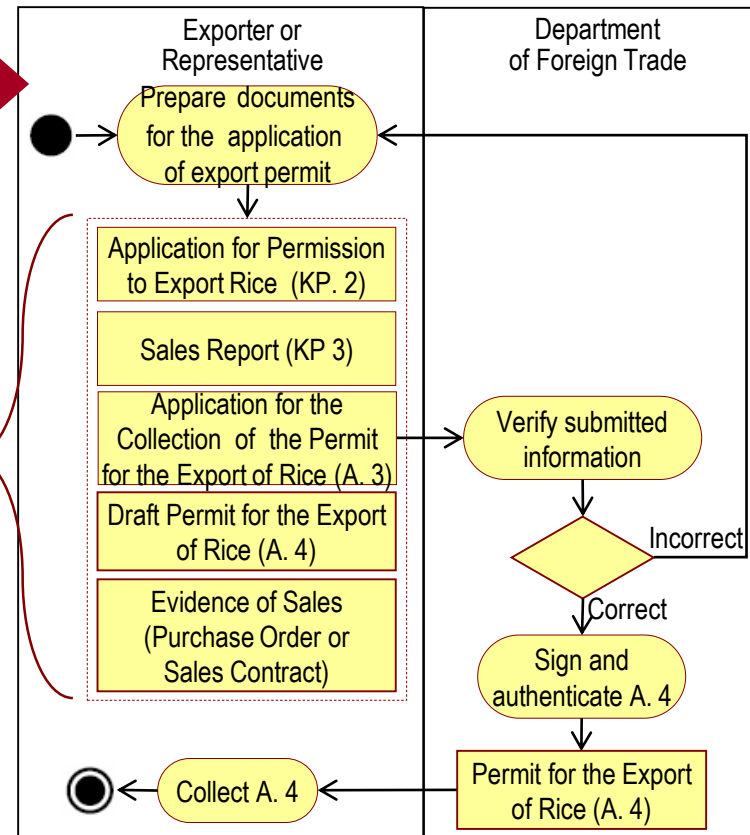 Exporter or
Representative
Department
of Foreign Trade
Prepare documents
for the application
of export permit
Application for Permission
to Export Rice (KP. 2)
Sales Report (KP 3)
Application for the
Collection of the Permit
for the Export of Rice (A. 3)
Draft Permit for the Export
of Rice (A. 4)
Evidence of Sales
(Purchase Order or
Sales Contract)
Verify submitted
information
Incorrect
Correct
Sign and
authenticate A. 4
Permit for the Export
of Rice (A. 4)
Collect A. 4